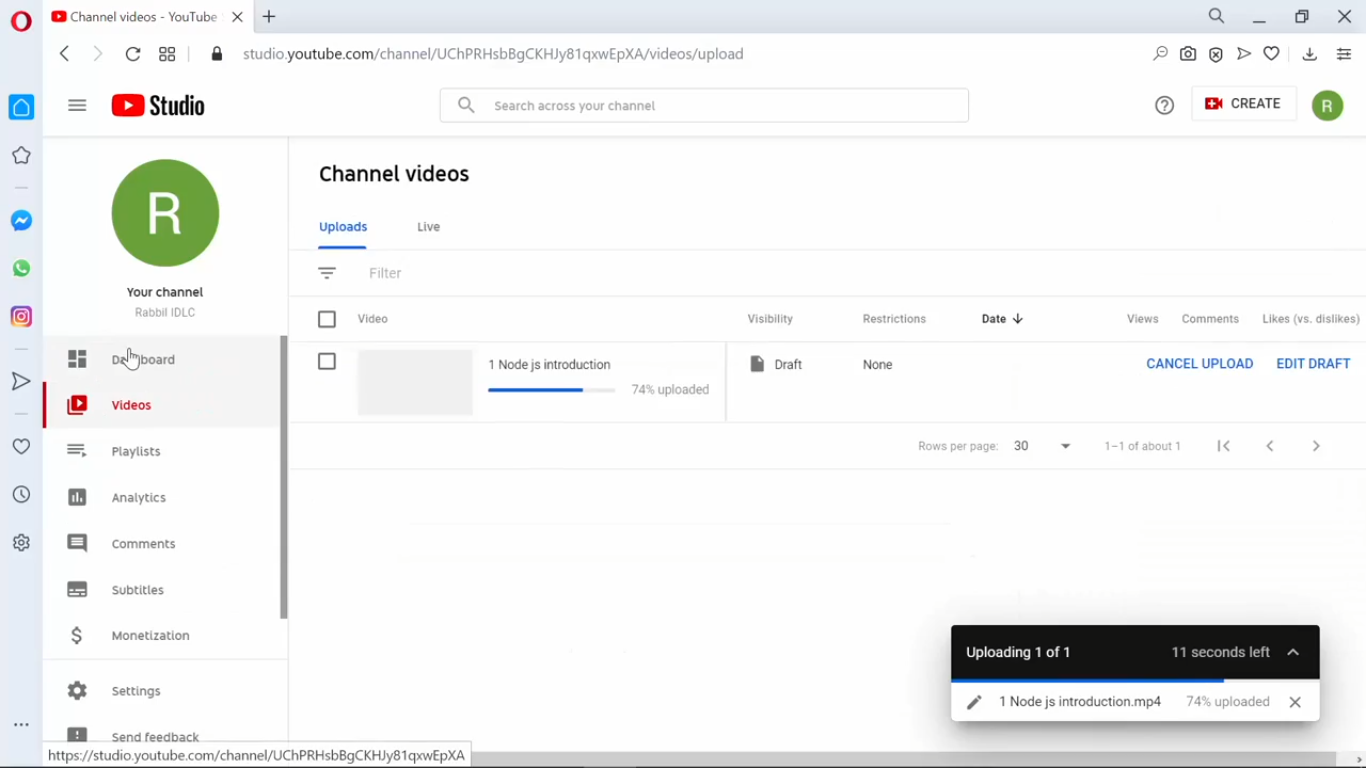 Channel videos - YouTube
studio.youtube.com/channel/UChPRHsbBgCKHJy81qxwEpXA/videos/upload
Studio
Search across your channel
CREATE
R
R
Your channel
Rabbil IDLC
Dashboard
Videos
Playlists
Analytics
Comments
Subtitles
Monetization
Settings
Send feedback
Channel videos
Uploads Live
Filter
Video Visibility Restrictions Date Views Comments Likes (vs. dislikes)
1 Node js introduction Draft None CANCEL UPLOAD EDIT DRAFT
74% uploaded
Rows per page: 30 1–1 of about 1
Uploading 1 of 1 11 seconds left
1 Node js introduction.mp4 74% uploaded
https://studio.youtube.com/channel/UChPRHsbBgCKHJy81qxwEpXA